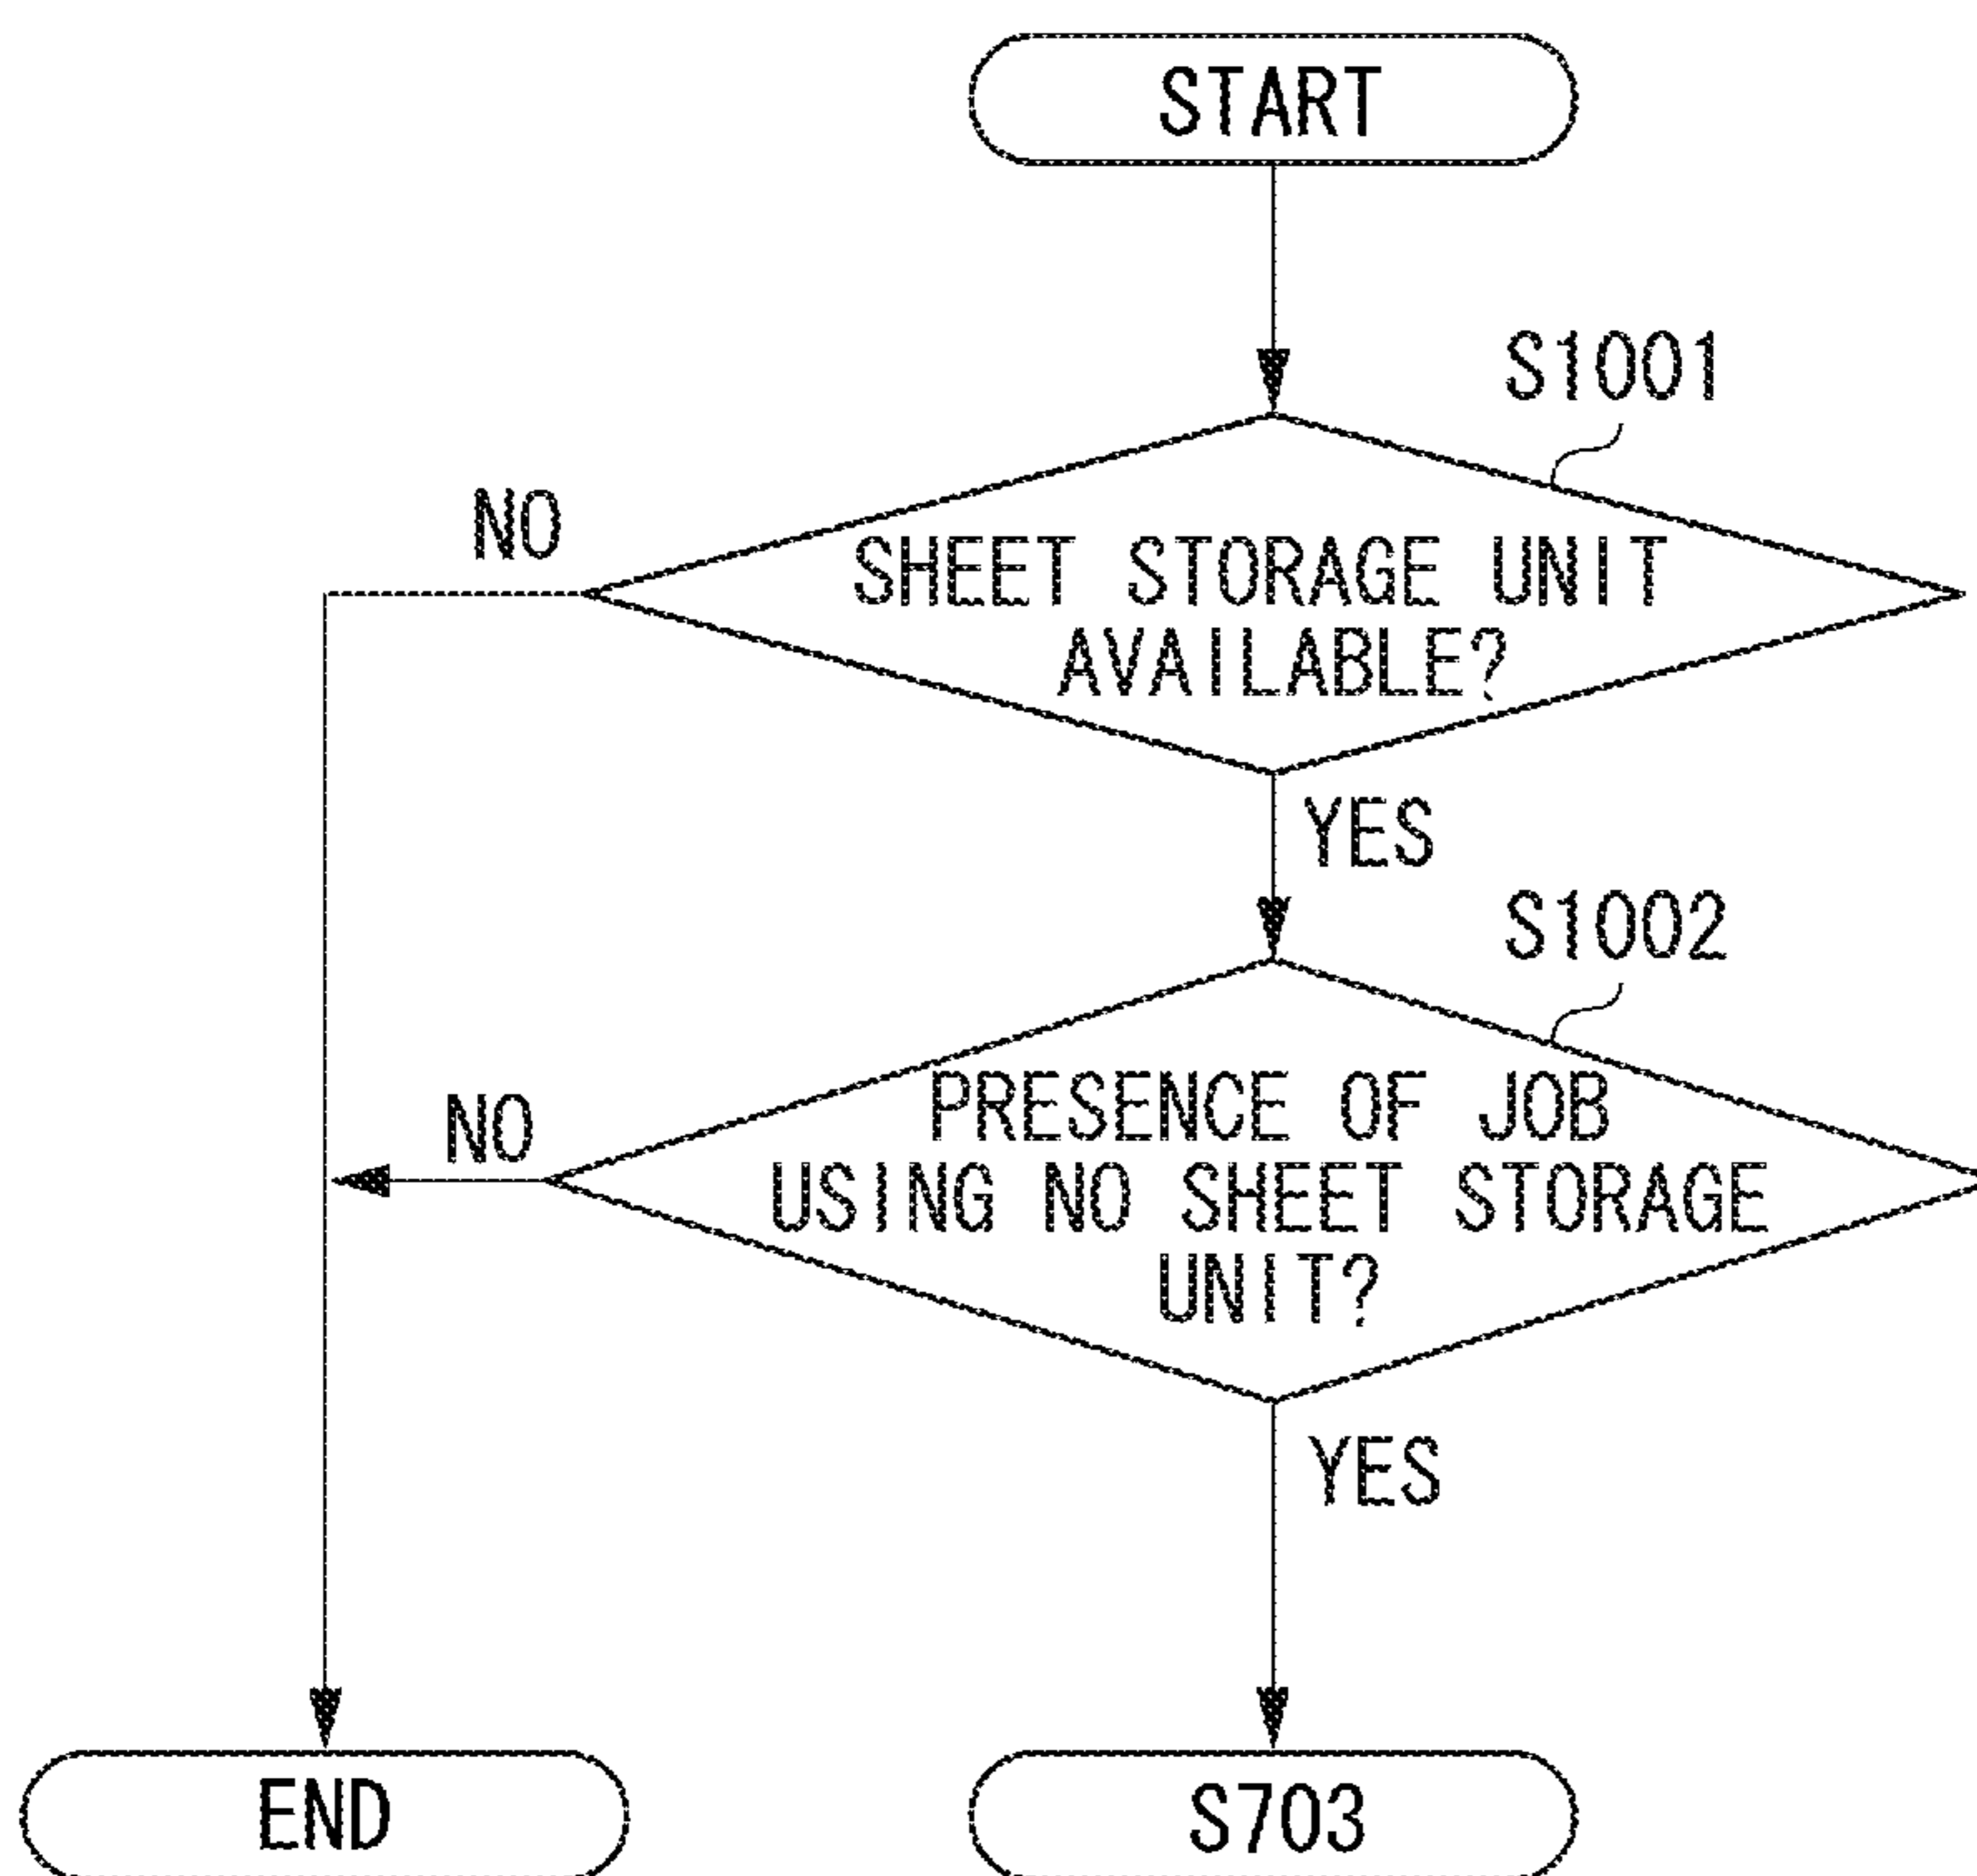 START
S1001
NO
SHEET STORAGE UNIT
AVAILABLE?
YES
S1002
NO
PRESENCE OF JOB
USING NO SHEET STORAGE
UNIT?
YES
END
S703